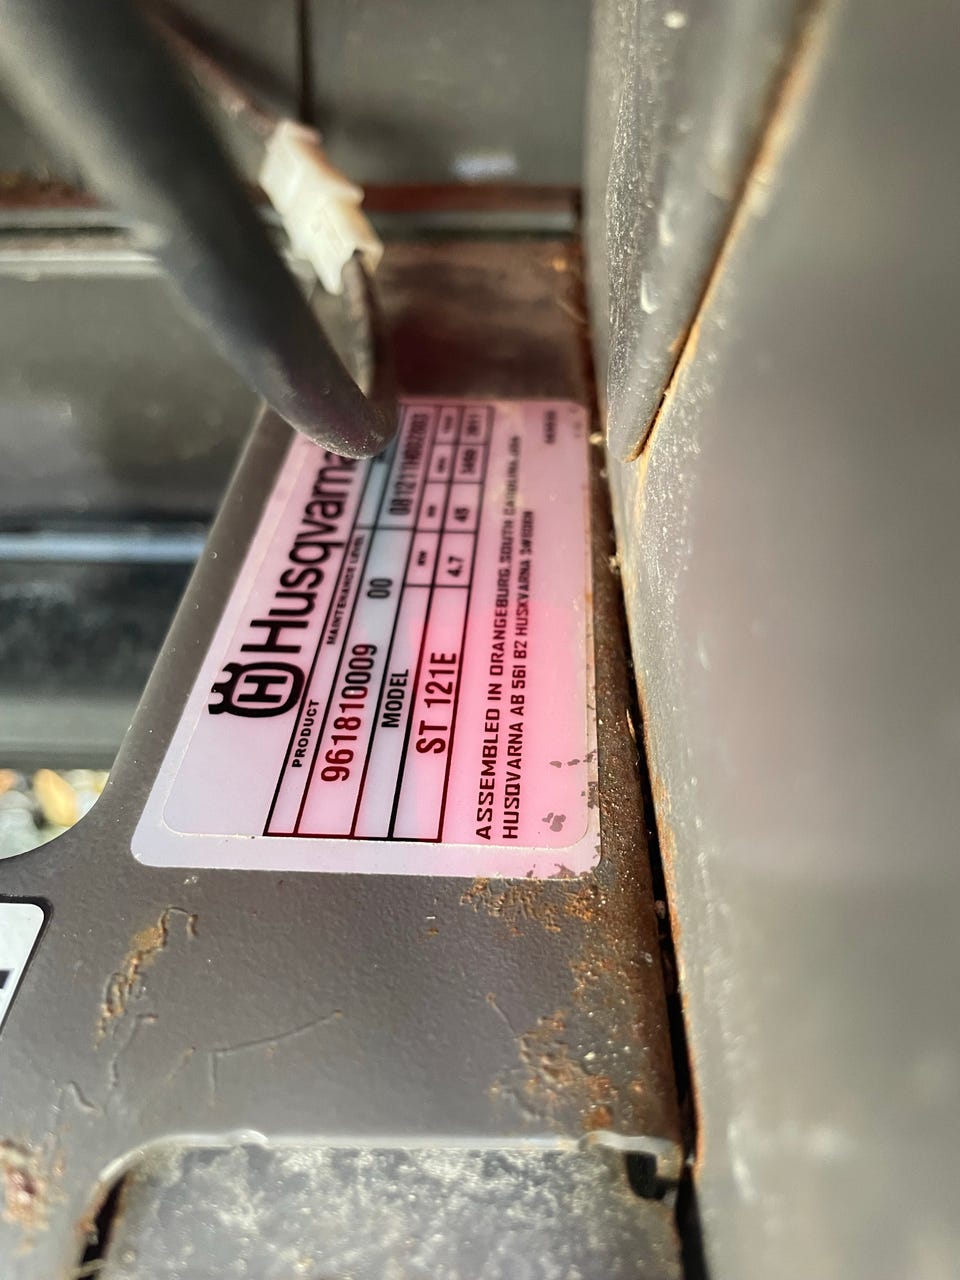 Husqvarna
PRODUCT MAINTENANCE LEVEL
961810009 00
MODEL
ST 121E 4.7 45
ASSEMBLED IN ORANGEBURG, SOUTH CAROLINA, USA
HUSQVARNA AB 561 82 HUSKVARNA SWEDEN